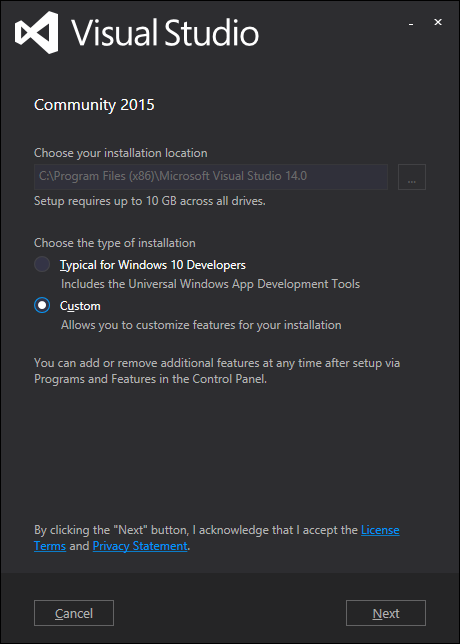 Visual Studio
Community 2015
Choose your installation location
C:\Program Files (x86)\Microsoft Visual Studio 14.0
...
Setup requires up to 10 GB across all drives.
Choose the type of installation
Typical for Windows 10 Developers
Includes the Universal Windows App Development Tools
Custom
Allows you to customize features for your installation
You can add or remove additional features at any time after setup via
Programs and Features in the Control Panel.
By clicking the "Next" button, I acknowledge that I accept the License
Terms and Privacy Statement.
Cancel
Next